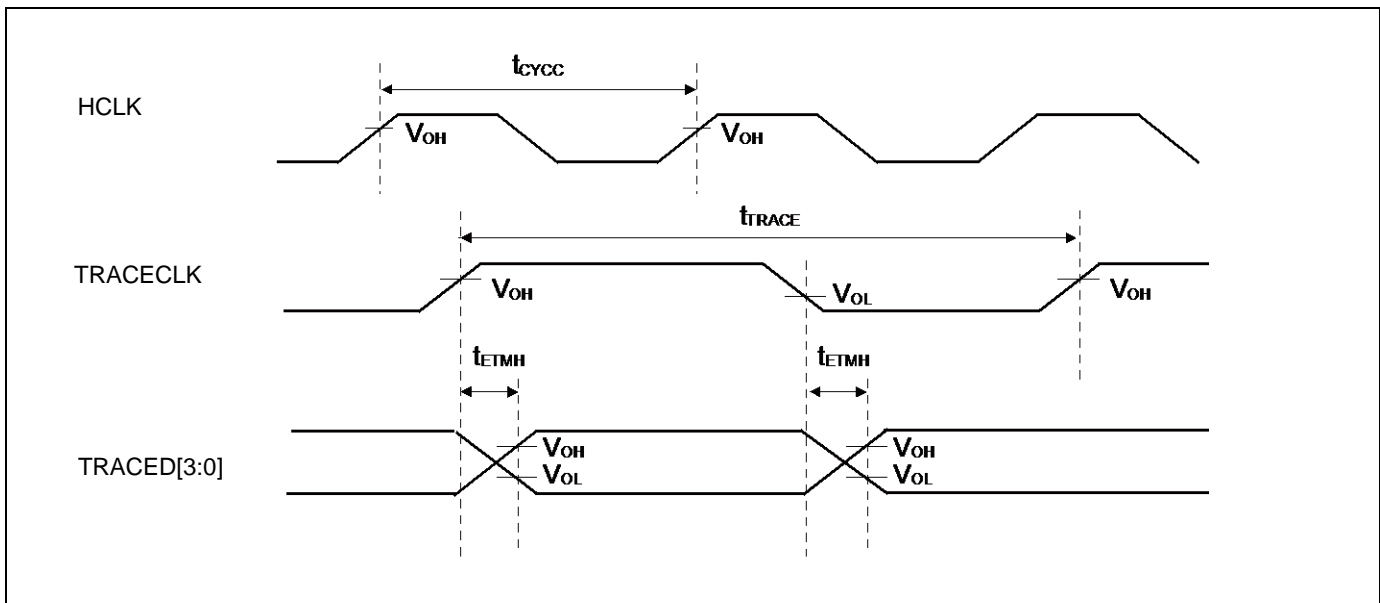 tCYCC
HCLK
VOH VOH
tTRACE
TRACECLK
VOH VOL VOH
tETMH tETMH
VOH VOH
TRACED[3:0]
VOL VOL